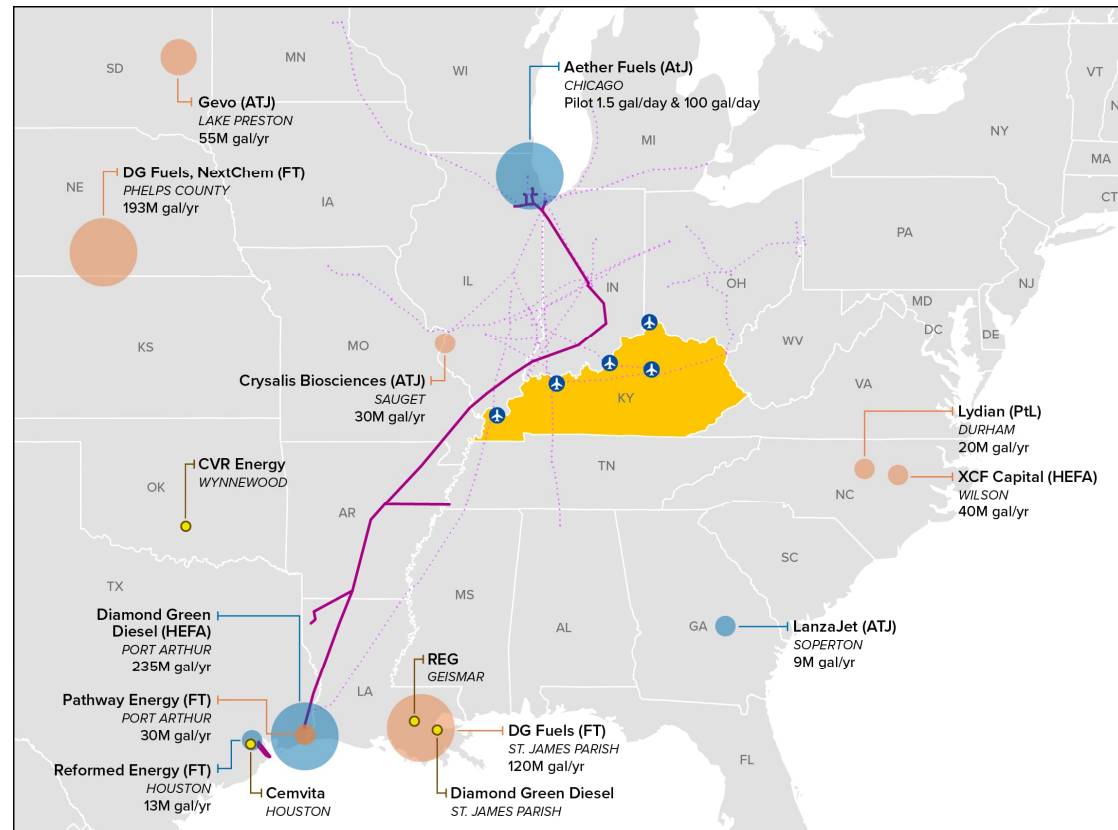 SD
MN
WI
MI
VT
N
NY
MA
CT
Gevo (ATJ)
LAKE PRESTON
55M gal/yr
Aether Fuels (AtJ)
CHICAGO
Pilot 1.5 gal/day & 100 gal/day
DG Fuels, NextChem (FT)
PHELPS COUNTY
193M gal/yr
NE
IA
PA
NJ
IL
IN
OH
MD
DC
DE
WV
KS
MO
VA
KY
Crysalis Biosciences (ATJ)
SAUGET
30M gal/yr
Lydian (PtL)
DURHAM
20M gal/yr
CVR Energy
WYNNEWOOD
OK
TN
NC
XCF Capital (HEFA)
WILSON
40M gal/yr
AR
SC
TX
MS
AL
GA
Diamond Green
Diesel (HEFA)
PORT ARTHUR
235M gal/yr
LanzaJet (ATJ)
SOPERTON
9M gal/yr
REG
GEISMAR
LA
Pathway Energy (FT)
PORT ARTHUR
30M gal/yr
DG Fuels (FT)
ST. JAMES PARISH
120M gal/yr
FL
Reformed Energy (FT)
HOUSTON
13M gal/yr
Cemvita
HOUSTON
Diamond Green Diesel
ST. JAMES PARISH